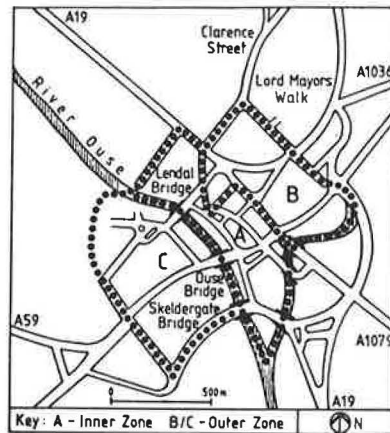 A19
Clarence
Street
A1036
Lord Mayors
Walk
River Ouse
Lendal
Bridge
B
A
C
Ouse
Bridge
Skeldergate
Bridge
A59
A1079
0 500m
A19
Key: A - Inner Zone B/C - Outer Zone N